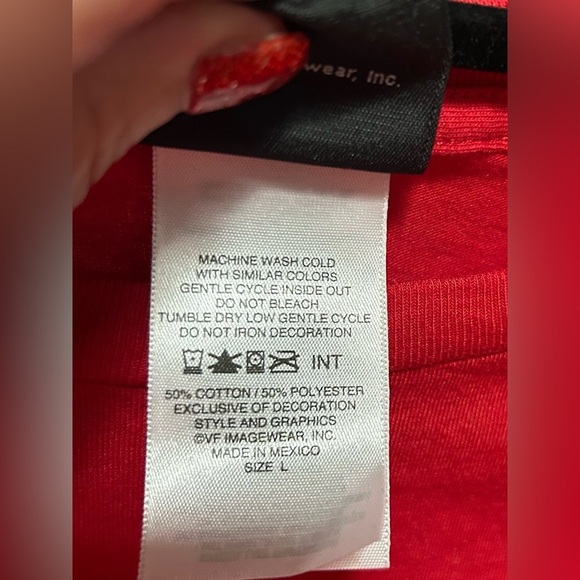 wear, Inc.
MACHINE WASH COLD
WITH SIMILAR COLORS
GENTLE CYCLE INSIDE OUT
DO NOT BLEACH
TUMBLE DRY LOW GENTLE CYCLE
DO NOT IRON DECORATION
INT
50% COTTON / 50% POLYESTER
EXCLUSIVE OF DECORATION
STYLE AND GRAPHICS
©VF IMAGEWEAR, INC.
MADE IN MEXICO
SIZE L